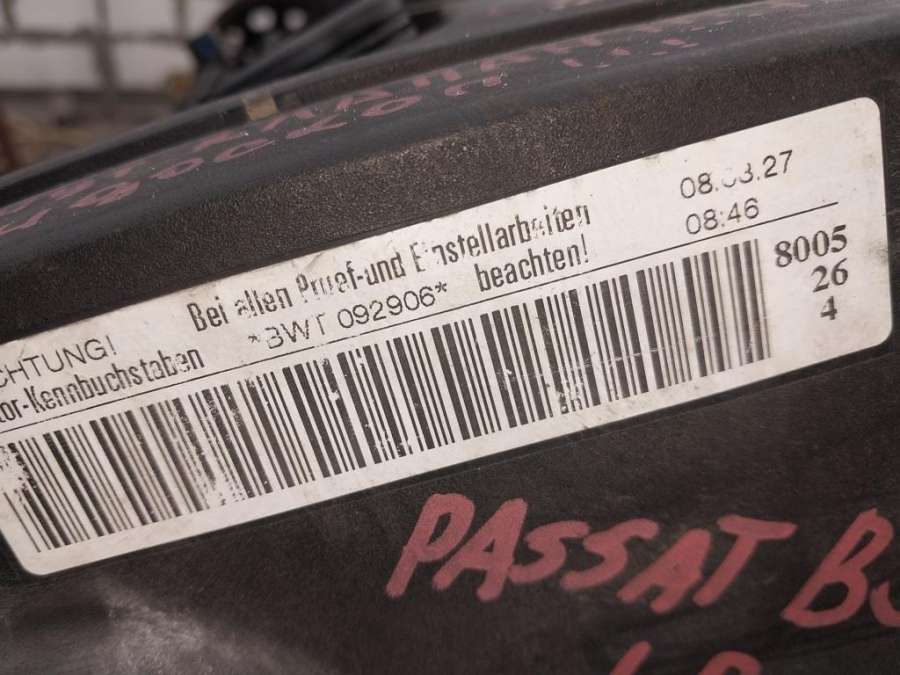 CHTUNG! Bei allen Pruef-und Einstellarbeiten 08.03.27
tor-Kennbuchstaben *BWT 092906* beachten! 08:46
8005
26
4
PASSAT B